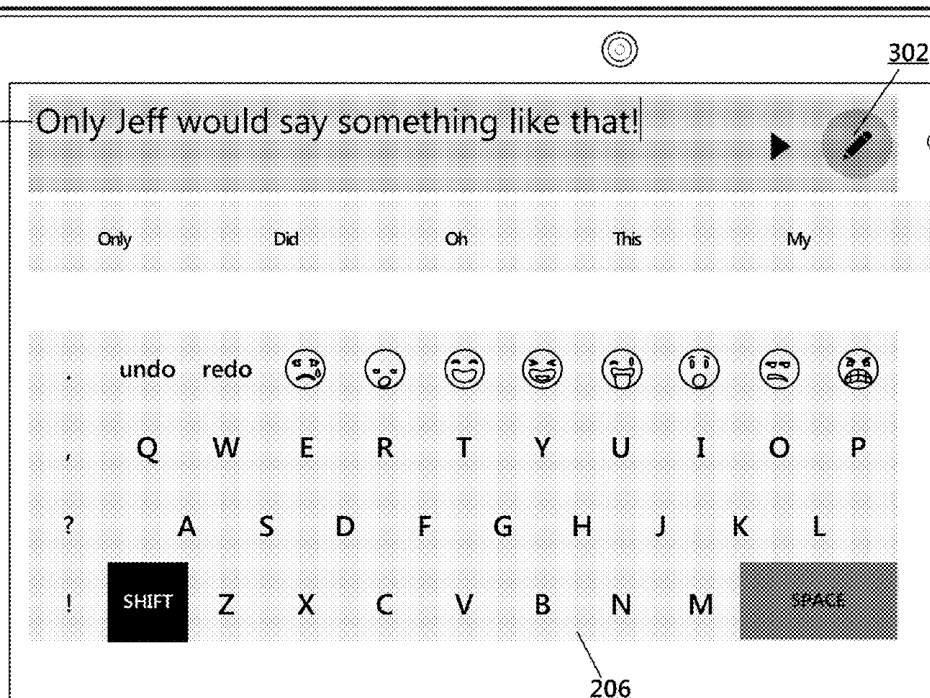 302
Only Jeff would say something like that!
Only Did Oh This My
. undo redo
, Q W E R T Y U I O P
? A S D F G H J K L
! SHIFT Z X C V B N M SPACE
206